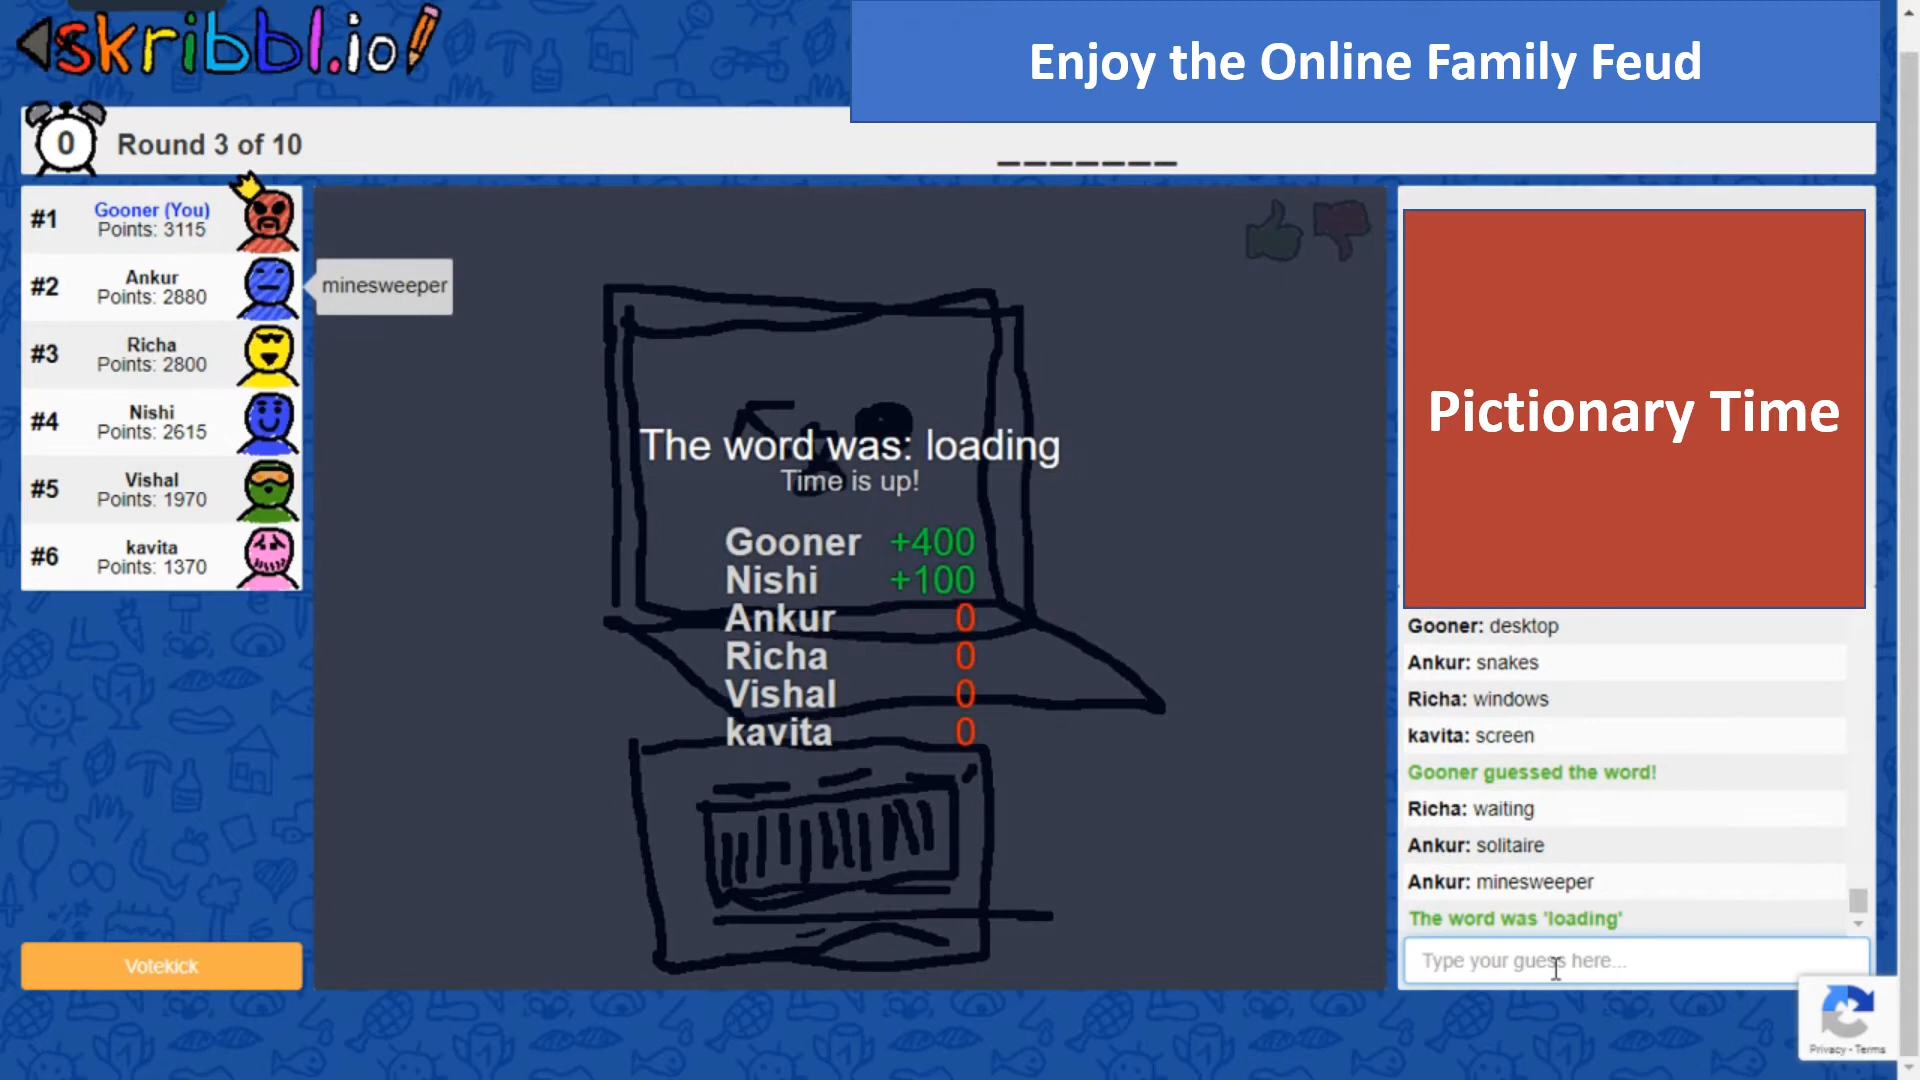 skribbl.io
Enjoy the Online Family Feud
0
Round 3 of 10
_______
#1
Gooner (You)
Points: 3115
#2
Ankur
Points: 2880
minesweeper
#3
Richa
Points: 2800
#4
Nishi
Points: 2615
#5
Vishal
Points: 1970
#6
kavita
Points: 1370
Votekick
The word was: loading
Time is up!
Gooner +400
Nishi +100
Ankur 0
Richa 0
Vishal 0
kavita 0
Pictionary Time
Gooner: desktop
Ankur: snakes
Richa: windows
kavita: screen
Gooner guessed the word!
Richa: waiting
Ankur: solitaire
Ankur: minesweeper
The word was 'loading'
Type your guess here...
Privacy - Terms